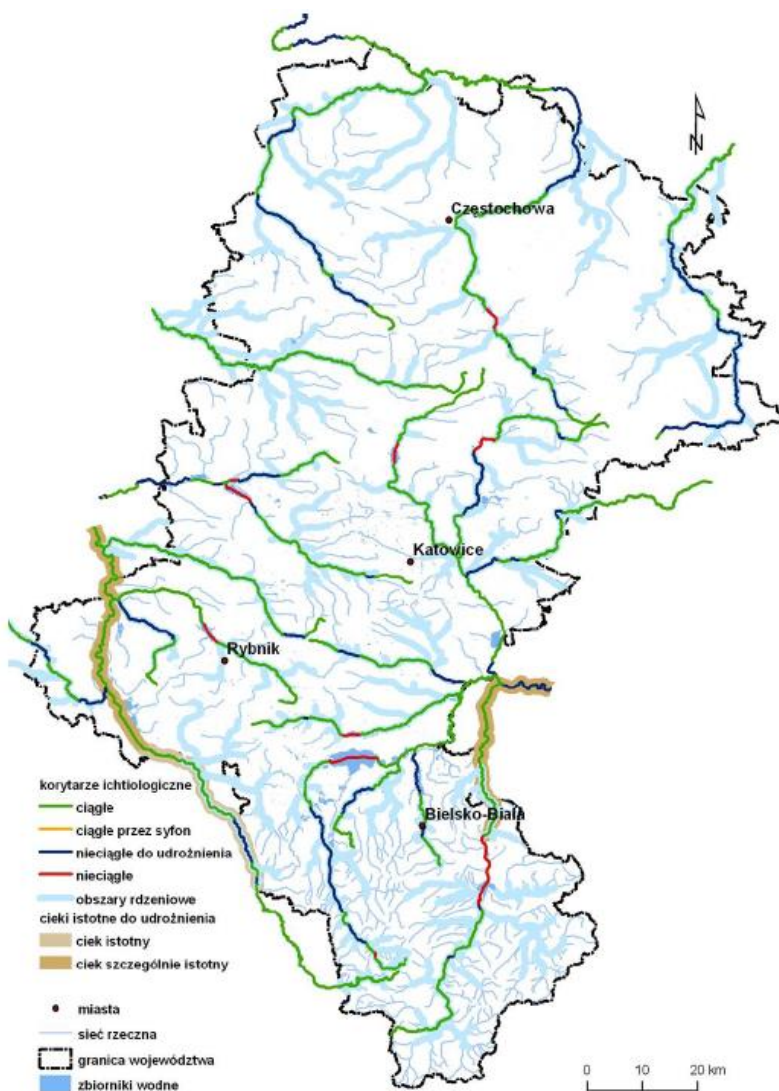 N
Częstochowa
Katowice
Rybnik
Bielsko-Biała
korytarze ichtiologiczne
ciągłe
ciągłe przez syfon
nieciągłe do udrożnienia
nieciągłe
obszary rdzeniowe
cieki istotne do udrożnienia
ciek istotny
ciek szczególnie istotny
miasta
sieć rzeczna
granica województwa
zbiorniki wodne
0 10 20 km